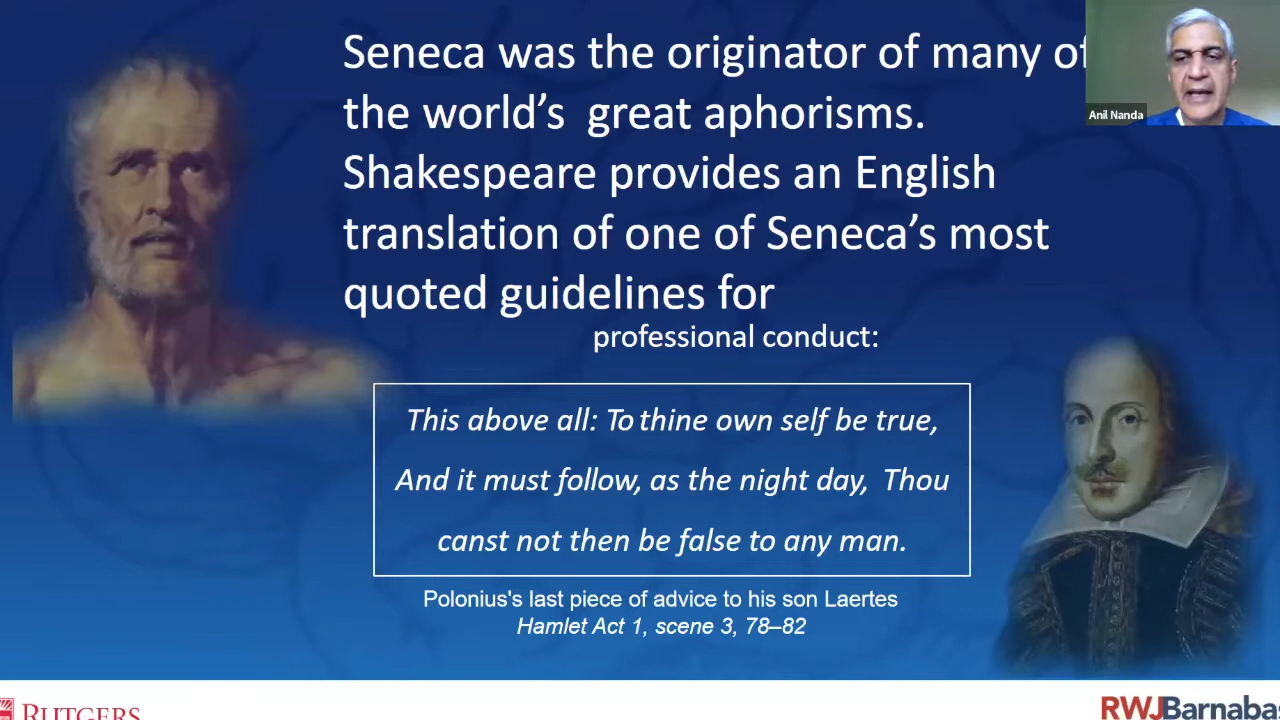 Seneca was the originator of many of
the world’s great aphorisms.
Shakespeare provides an English
translation of one of Seneca’s most
quoted guidelines for
professional conduct:
Anil Nanda
This above all: To thine own self be true,
And it must follow, as the night day, Thou
canst not then be false to any man.
Polonius's last piece of advice to his son Laertes
Hamlet Act 1, scene 3, 78–82
RUTGERS
RWJBarnabas